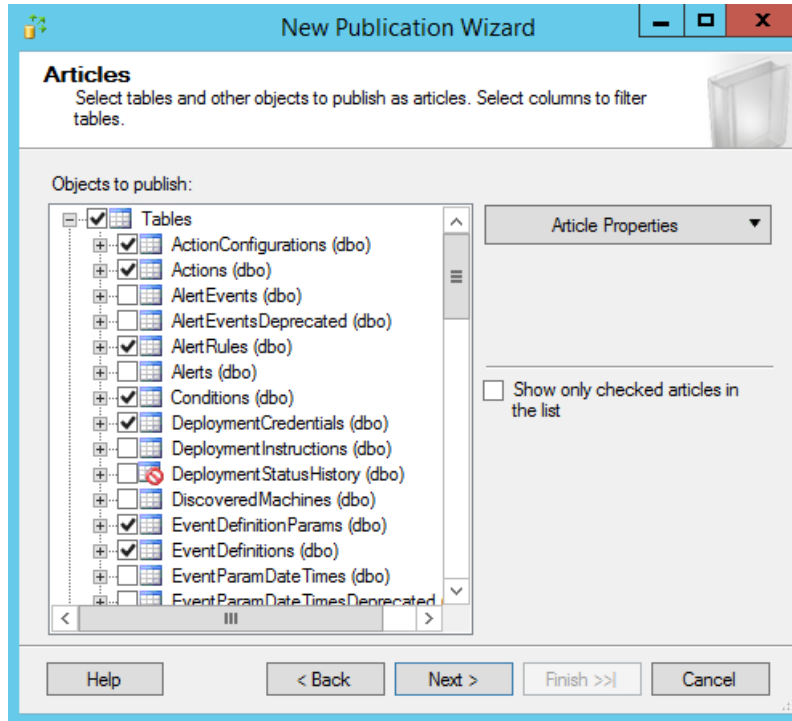 New Publication Wizard
Articles
Select tables and other objects to publish as articles. Select columns to filter
tables.
Objects to publish:
Tables
ActionConfigurations (dbo)
Actions (dbo)
AlertEvents (dbo)
AlertEventsDeprecated (dbo)
AlertRules (dbo)
Alerts (dbo)
Conditions (dbo)
DeploymentCredentials (dbo)
DeploymentInstructions (dbo)
DeploymentStatusHistory (dbo)
DiscoveredMachines (dbo)
EventDefinitionParams (dbo)
EventDefinitions (dbo)
EventParamDateTimes (dbo)
EventParamDateTimesDeprecated
Article Properties
Show only checked articles in
the list
Help
< Back
Next >
Finish >>|
Cancel